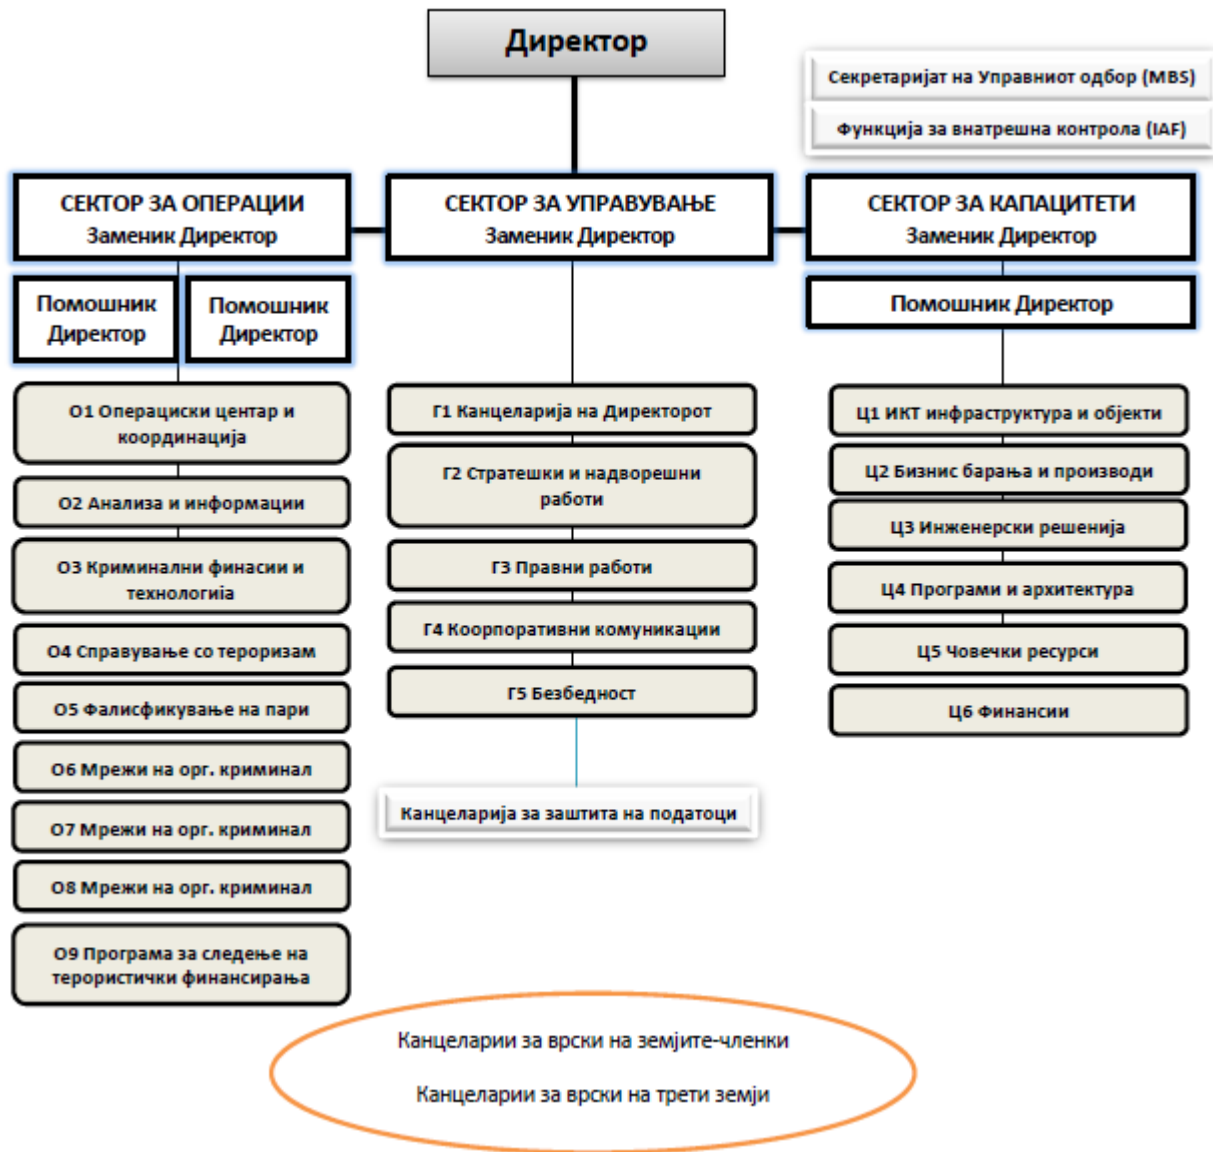 Директор
Секретаријат на Управниот одбор (MBS)
Функција за внатрешна контрола (IAF)
СЕКТОР ЗА ОПЕРАЦИИ
Заменик Директор
СЕКТОР ЗА УПРАВУВАЊЕ
Заменик Директор
СЕКТОР ЗА КАПАЦИТЕТИ
Заменик Директор
Помошник
Директор
Помошник
Директор
Помошник Директор
О1 Операциски центар и
координација
О2 Анализа и информации
О3 Криминални финасии и
технологија
О4 Справување со тероризам
О5 Фалисфикување на пари
О6 Мрежи на орг. криминал
О7 Мрежи на орг. криминал
О8 Мрежи на орг. криминал
О9 Програма за следење на
терористички финансирања
Г1 Канцеларија на Директорот
Г2 Стратешки и надворешни
работи
Г3 Правни работи
Г4 Коорпоративни комуникации
Г5 Безбедност
Канцеларија за заштита на податоци
Ц1 ИКТ инфраструктура и објекти
Ц2 Бизнис барања и производи
Ц3 Инженерски решенија
Ц4 Програми и архитектура
Ц5 Човечки ресурси
Ц6 Финансии
Канцеларии за врски на земјите-членки
Канцеларии за врски на трети земји